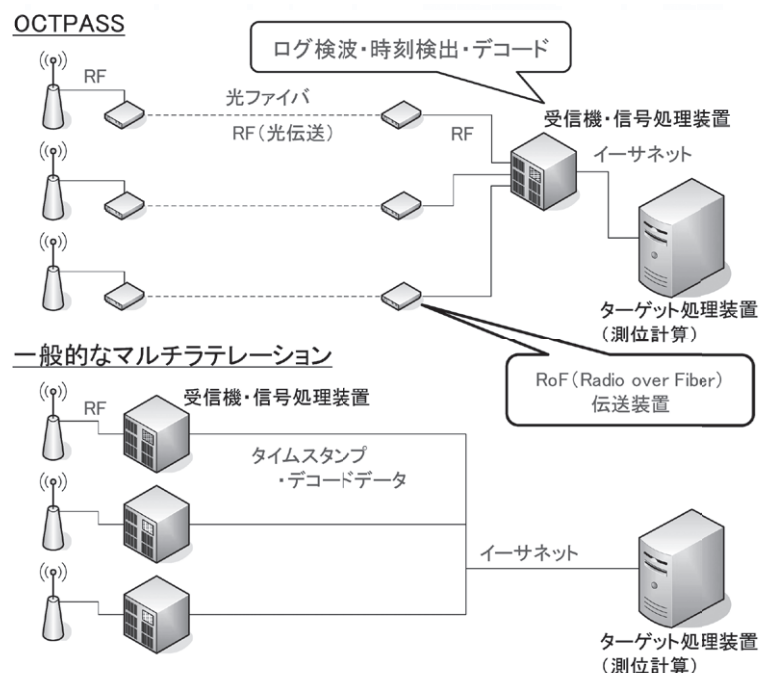 OCTPASS
ログ検波・時刻検出・デコード
RF
光ファイバ
RF(光伝送)
RF
受信機・信号処理装置
イーサネット
ターゲット処理装置
(測位計算)
RoF(Radio over Fiber)
伝送装置
一般的なマルチラテレーション
RF
受信機・信号処理装置
タイムスタンプ
・デコードデータ
イーサネット
ターゲット処理装置
(測位計算)